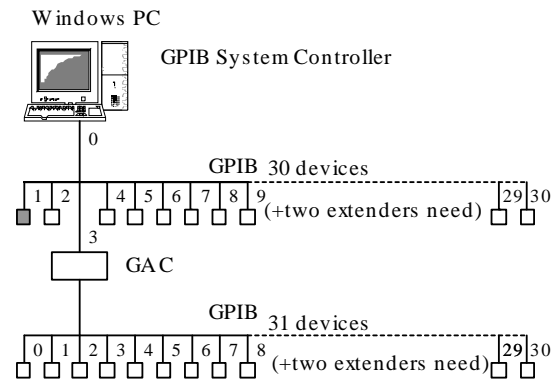 Windows PC
GPIB System Controller
0
GPIB 30 devices
1 2 4 5 6 7 8 9 29 30
(+two extenders need)
3
GAC
GPIB
31 devices
0 1 2 3 4 5 6 7 8 29 30
(+two extenders need)